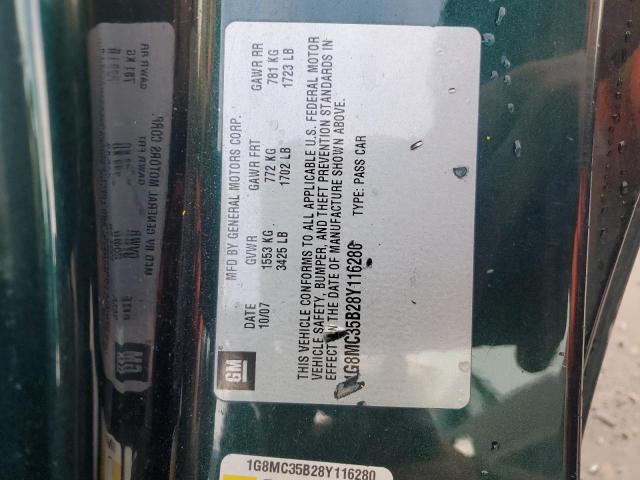 GM
MFD BY GENERAL MOTORS CORP.
DATE GVWR GAWR FRT GAWR RR
10/07 1553 KG 772 KG 781 KG
3425 LB 1702 LB 1723 LB
THIS VEHICLE CONFORMS TO ALL APPLICABLE U.S. FEDERAL MOTOR
VEHICLE SAFETY, BUMPER, AND THEFT PREVENTION STANDARDS IN
EFFECT ON THE DATE OF MANUFACTURE SHOWN ABOVE.
1G8MC35B28Y116280 TYPE: PASS CAR
1G8MC35B28Y116280